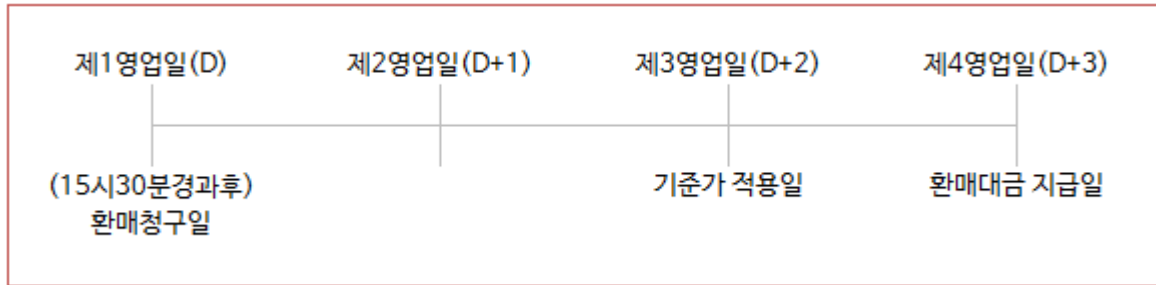 제1영업일(D) 제2영업일(D+1) 제3영업일(D+2) 제4영업일(D+3)
(15시30분경과후) 기준가 적용일 환매대금 지급일
환매청구일